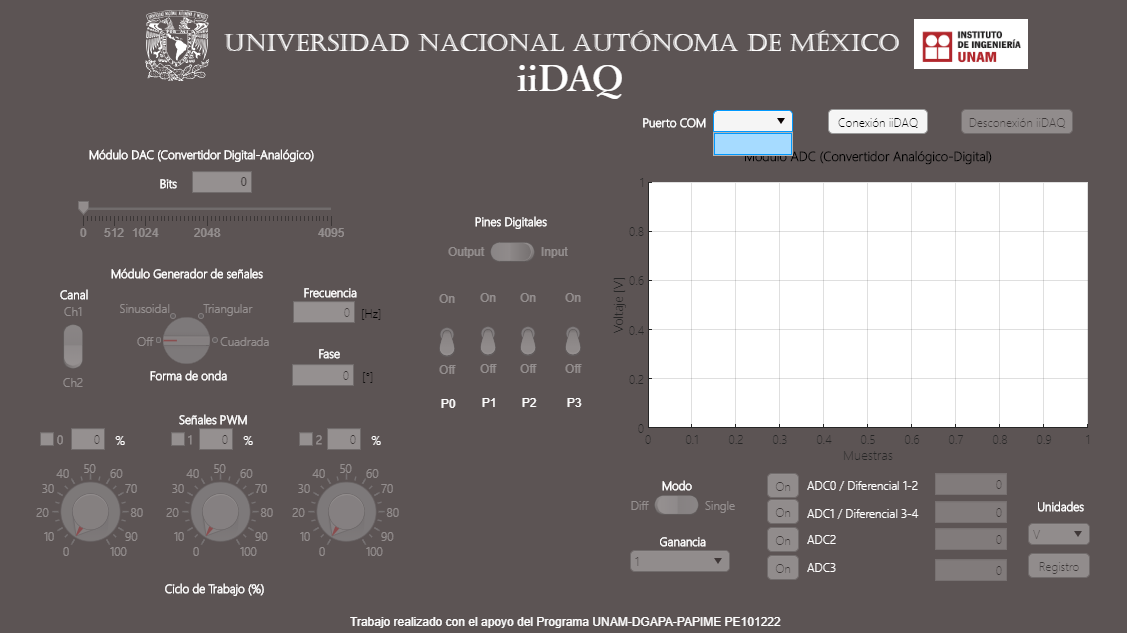 UNIVERSIDAD NACIONAL AUTÓNOMA DE MÉXICO
iiDAQ
INSTITUTO
DE INGENIERÍA
UNAM
Puerto COM
Conexión iiDAQ
Desconexión iiDAQ
Módulo DAC (Convertidor Digital-Analógico)
Bits 0
0 512 1024 2048 4095
Módulo Generador de señales
Canal
Ch1
Ch2
Sinusoidal Triangular
Off Cuadrada
Forma de onda
Frecuencia
0 [Hz]
Fase
0 [°]
Señales PWM
0 0 % 1 0 % 2 0 %
0 10 20 30 40 50 60 70 80 90 100
0 10 20 30 40 50 60 70 80 90 100
0 10 20 30 40 50 60 70 80 90 100
Ciclo de Trabajo (%)
Pines Digitales
Output Input
On On On On
Off Off Off Off
P0 P1 P2 P3
Módulo ADC (Convertidor Analógico-Digital)
Voltaje [V]
1
0.8
0.6
0.4
0.2
0
0 0.1 0.2 0.3 0.4 0.5 0.6 0.7 0.8 0.9 1
Muestras
Modo
Diff Single
Ganancia
1
On ADC0 / Diferencial 1-2 0
On ADC1 / Diferencial 3-4 0
On ADC2 0
On ADC3 0
Unidades
V
Registro
Trabajo realizado con el apoyo del Programa UNAM-DGAPA-PAPIME PE101222